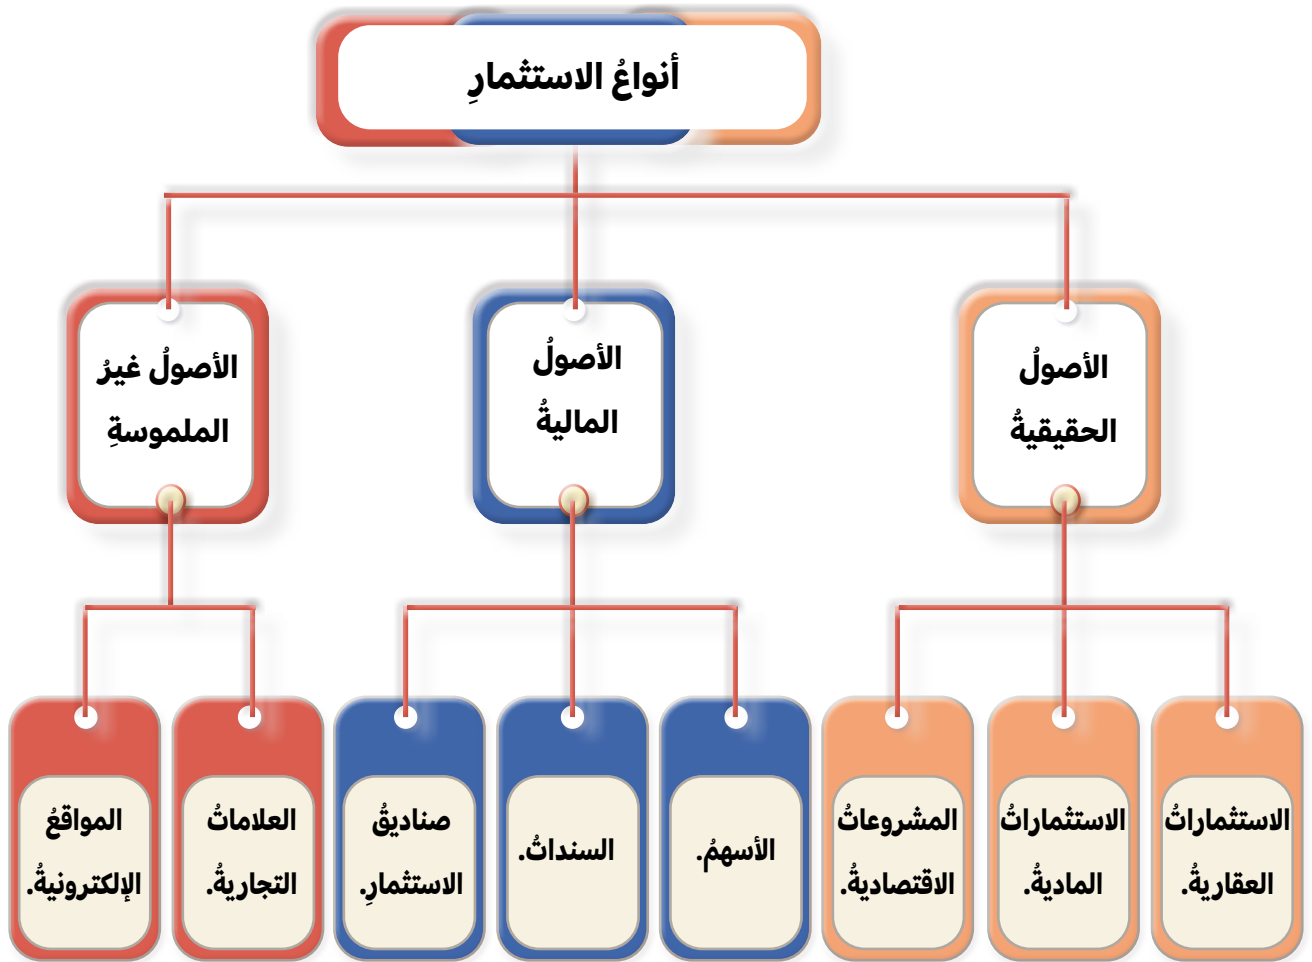 أنواعُ الاستثمارِ
الأصولُ
الحقيقيةُ
الأصولُ
الماليةُ
الأصولُ غيرُ
الملموسةِ
الاستثماراتُ
العقاريةُ.
الاستثماراتُ
الماديةُ.
المشروعاتُ
الاقتصاديةُ.
الأسهمُ.
السنداتُ.
صناديقُ
الاستثمارِ.
العلاماتُ
التجاريةُ.
المواقعُ
الإلكترونيةُ.